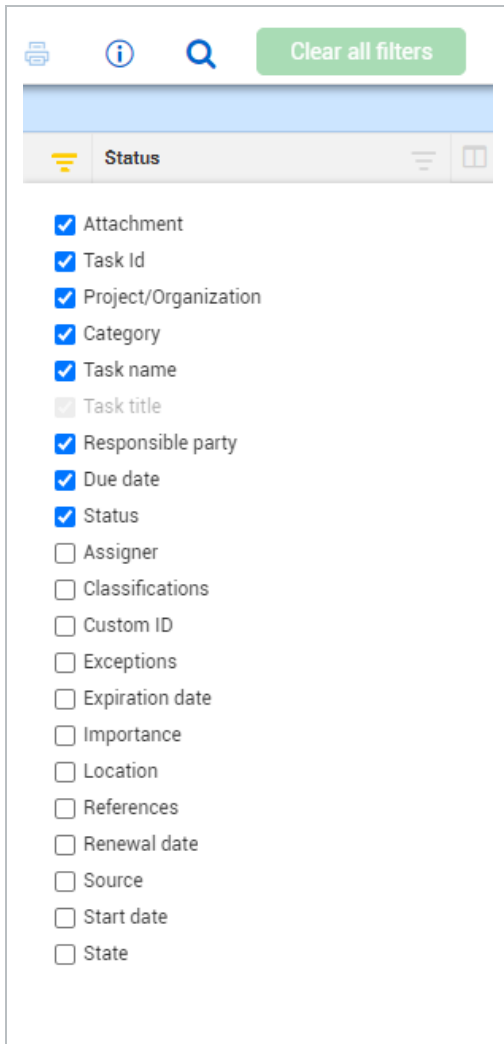 Clear all filters
Status
Attachment
Task Id
Project/Organization
Category
Task name
Task title
Responsible party
Due date
Status
Assigner
Classifications
Custom ID
Exceptions
Expiration date
Importance
Location
References
Renewal date
Source
Start date
State